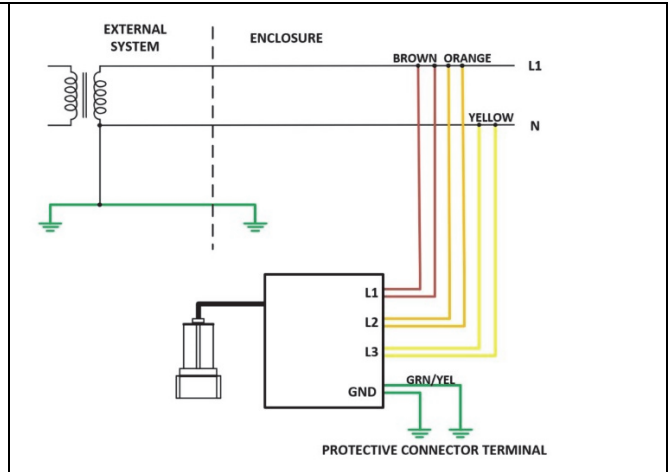 EXTERNAL
SYSTEM
ENCLOSURE
BROWN ORANGE
L1
YELLOW
N
L1
L2
L3
GRN/YEL
GND
PROTECTIVE CONNECTOR TERMINAL